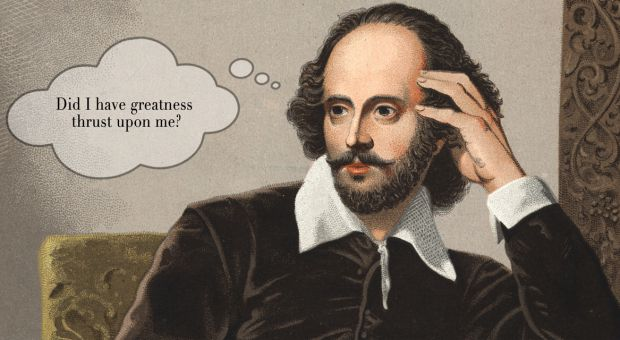 Did I have greatness
thrust upon me?